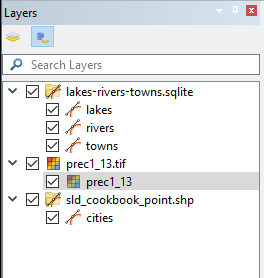 Layers
Search Layers
lakes-rivers-towns.sqlite
lakes
rivers
towns
prec1_13.tif
prec1_13
sld_cookbook_point.shp
cities